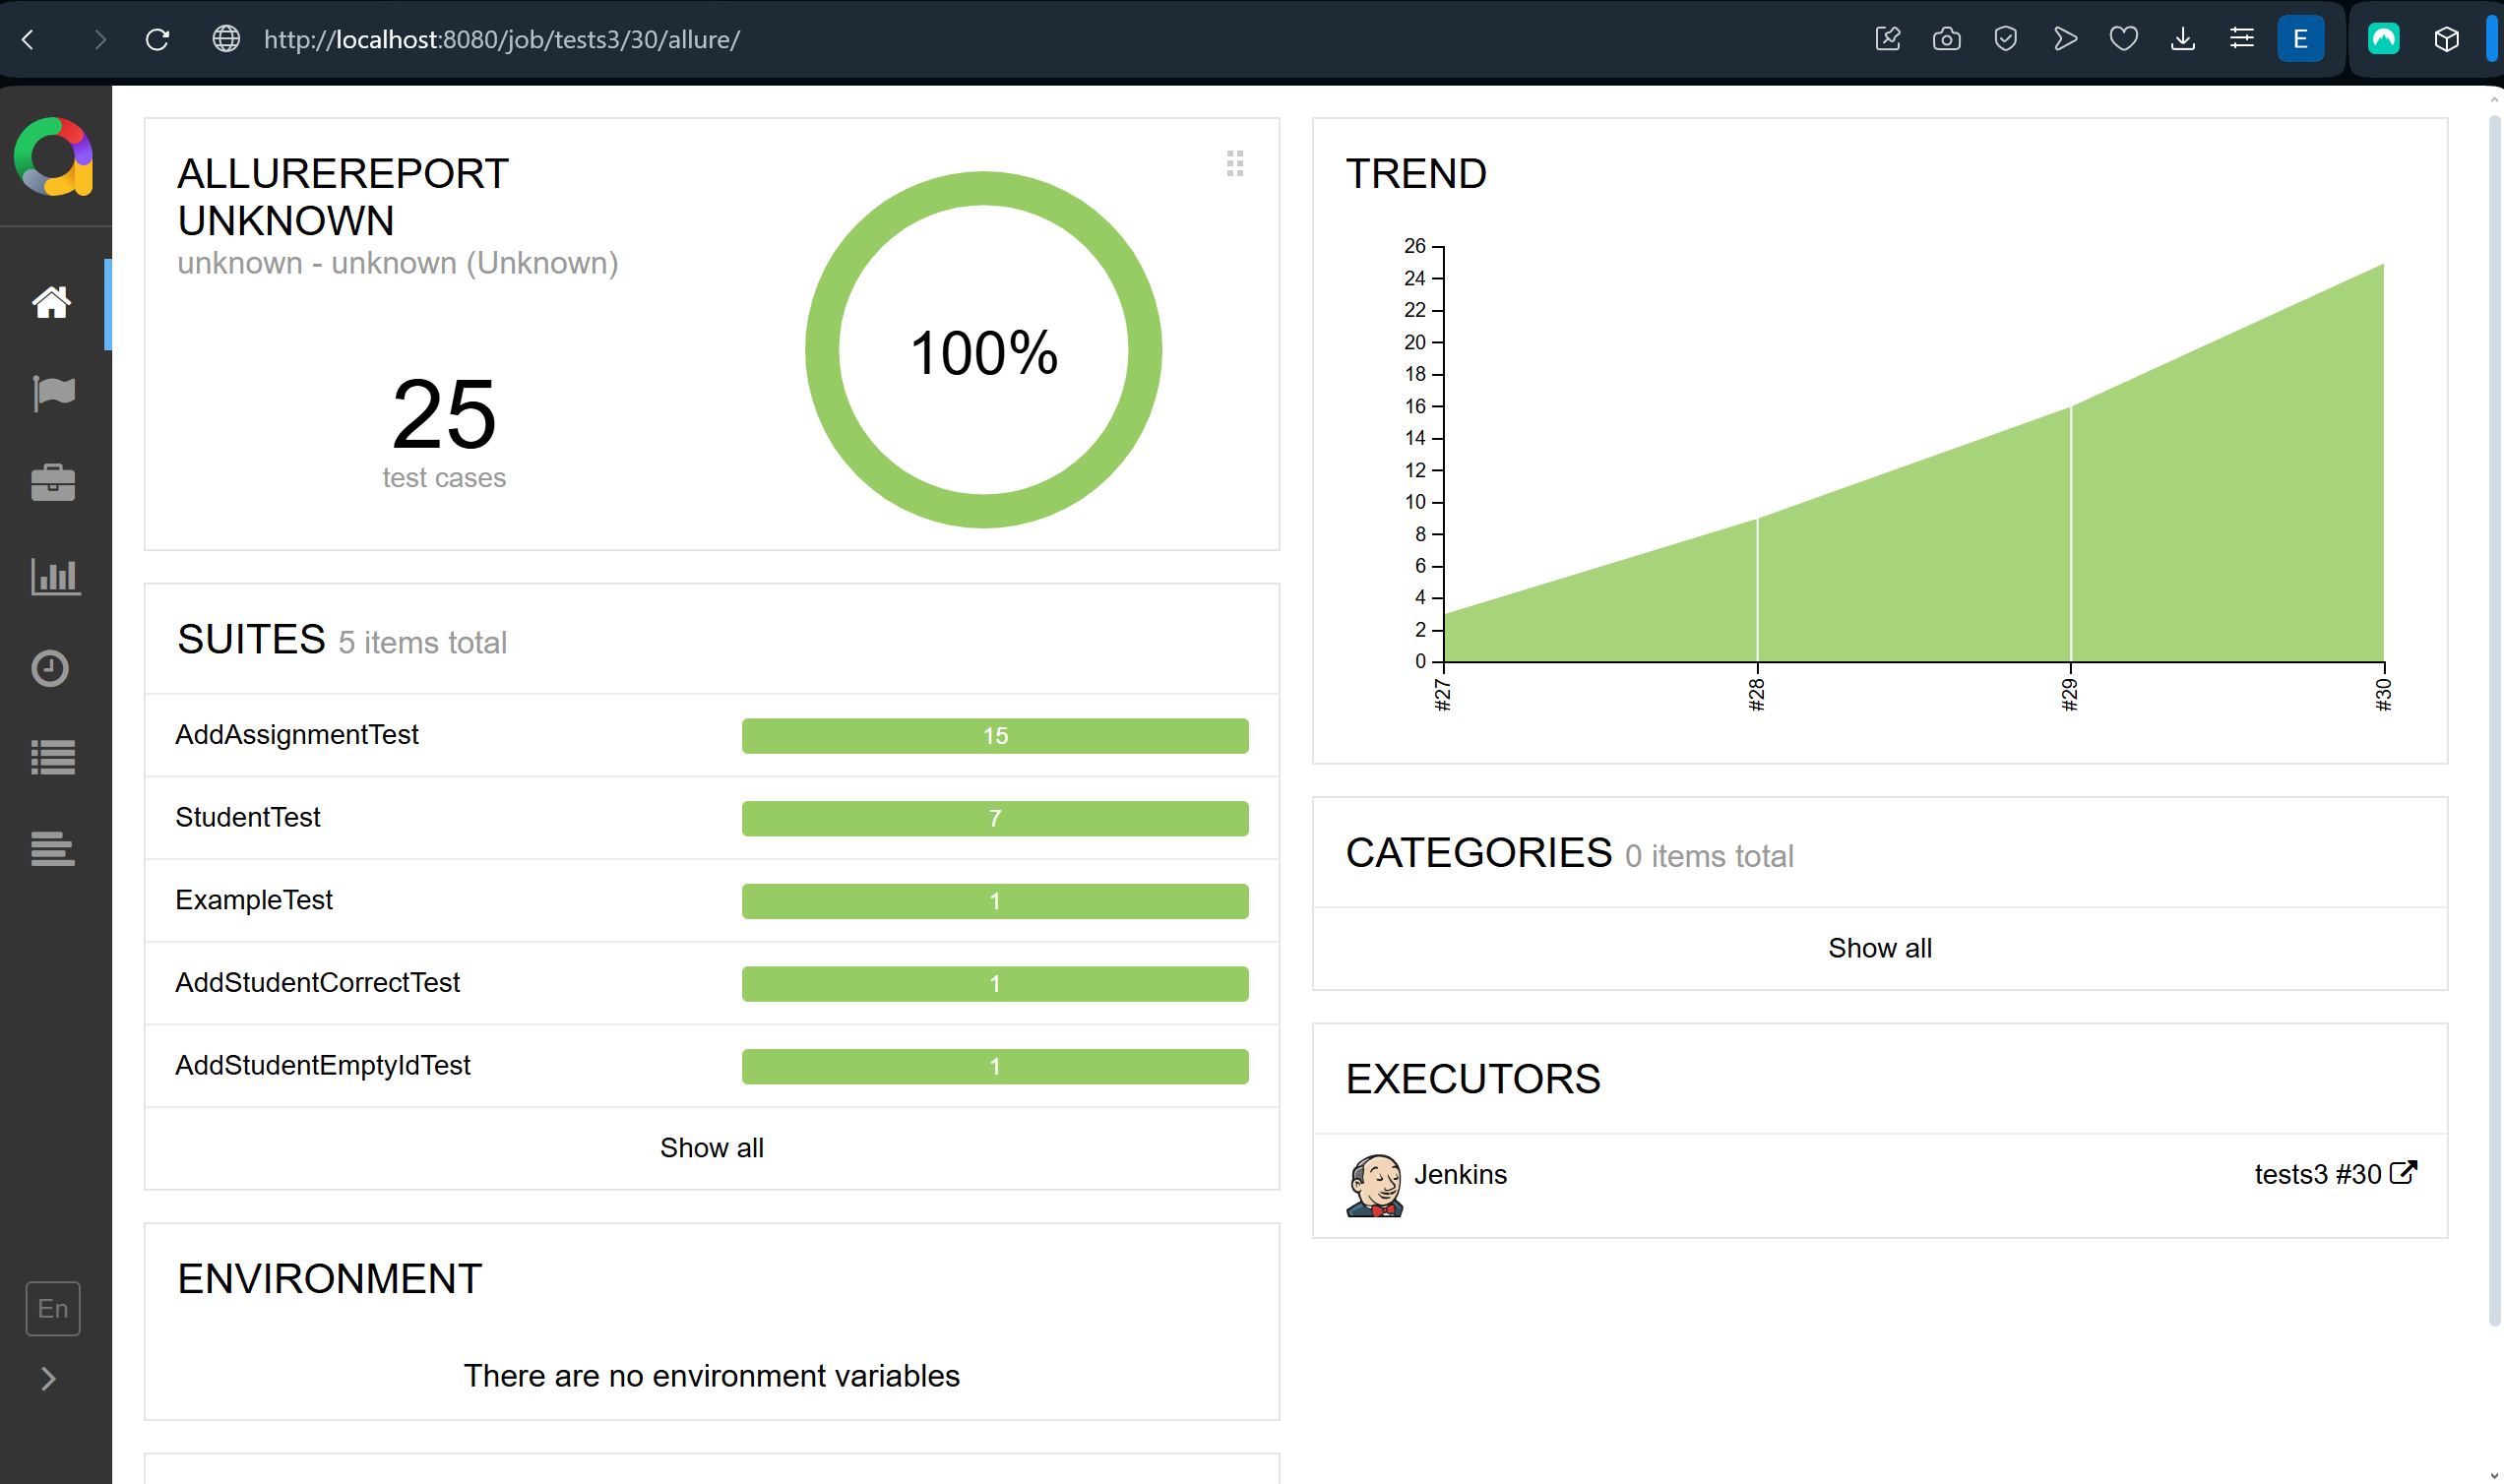 http://localhost:8080/job/tests3/30/allure/
E
ALLUREREPORT
UNKNOWN
unknown - unknown (Unknown)
25
test cases
100%
SUITES 5 items total
AddAssignmentTest 15
StudentTest 7
ExampleTest 1
AddStudentCorrectTest 1
AddStudentEmptyIdTest 1
Show all
ENVIRONMENT
There are no environment variables
TREND
26
24
22
20
18
16
14
12
10
8
6
4
2
0
#27 #28 #29 #30
CATEGORIES 0 items total
Show all
EXECUTORS
Jenkins tests3 #30
En